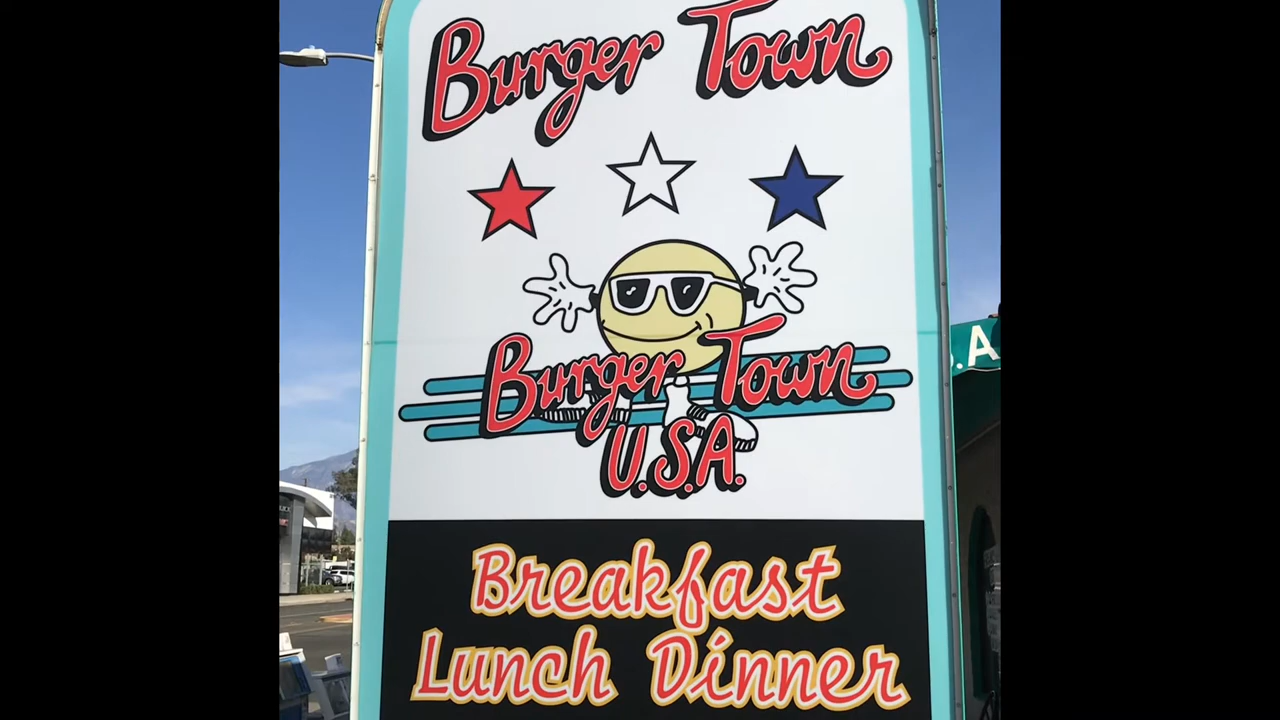 Burger Town
Burger Town
U.S.A.
.A
Breakfast
Lunch Dinner